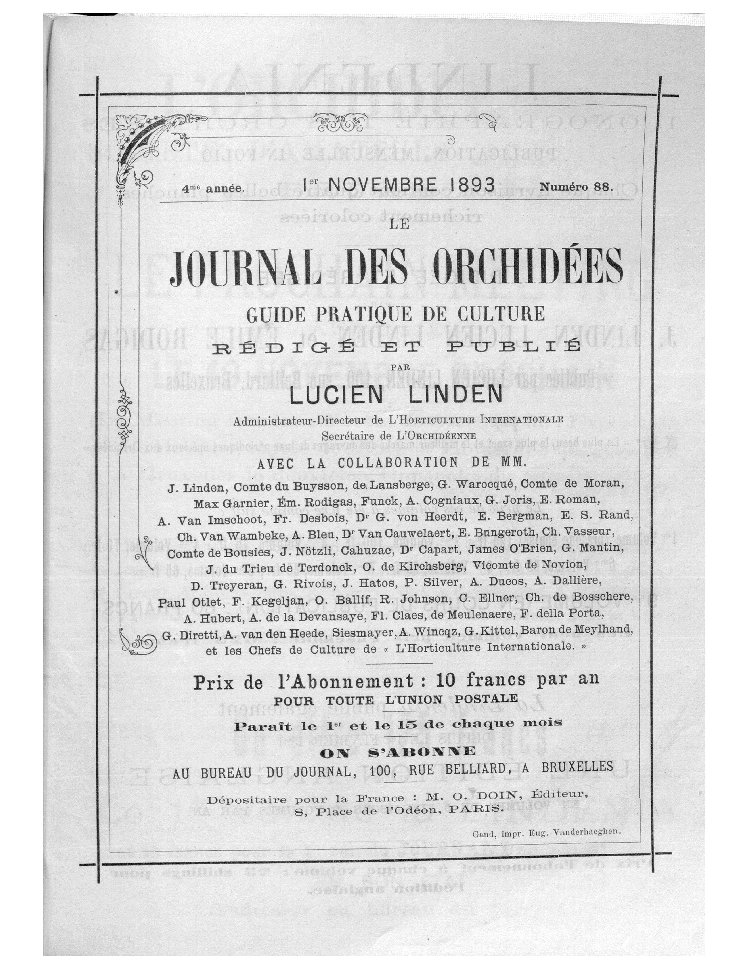 4me année. 1er NOVEMBRE 1893 Numéro 88.
LE
JOURNAL DES ORCHIDÉES
GUIDE PRATIQUE DE CULTURE
RÉDIGÉ ET PUBLIÉ
PAR
LUCIEN LINDEN
Administrateur-Directeur de L'HORTICULTURE INTERNATIONALE
Secrétaire de L'ORCHIDÉENNE
AVEC LA COLLABORATION DE MM.
J. Linden, Comte du Buysson, de Lansberge, G. Warocqué, Comte de Moran,
Max Garnier, Ém. Rodigas, Funck, A. Cogniaux, G. Joris, E. Roman,
A. Van Imschoot, Fr. Desbois, Dr G. von Heerdt, E. Bergman, E. S. Rand,
Ch. Van Wambeke, A. Bleu, Dr Van Cauwelaert, E. Bungeroth, Ch. Vasseur,
Comte de Bousies, J. Nötzli, Cahuzac, Dr Capart, James O'Brien, G. Mantin,
J. du Trieu de Terdonck, O. de Kirchsberg, Vicomte de Novion,
D. Treyeran, G. Rivois, J. Hatos, P. Silver, A. Ducos, A. Dallière,
Paul Otlet, F. Kegeljan, O. Ballif, R. Johnson, C. Ellner, Ch. de Bosschere,
A. Hubert, A. de la Devansaye, Fl. Claes, de Meulenaere, F. della Porta,
G. Diretti, A. van den Heede, Siesmayer, A. Wincqz, G. Kittel, Baron de Meylhand,
et les Chefs de Culture de « L'Horticulture Internationale. »
Prix de l'Abonnement : 10 francs par an
POUR TOUTE L'UNION POSTALE
Paraît le 1er et le 15 de chaque mois
ON S'ABONNE
AU BUREAU DU JOURNAL, 100, RUE BELLIARD, A BRUXELLES
Dépositaire pour la France : M. O. DOIN, Éditeur,
8, Place de l'Odéon, PARIS.
Gand, impr. Eug. Vanderhaeghen.